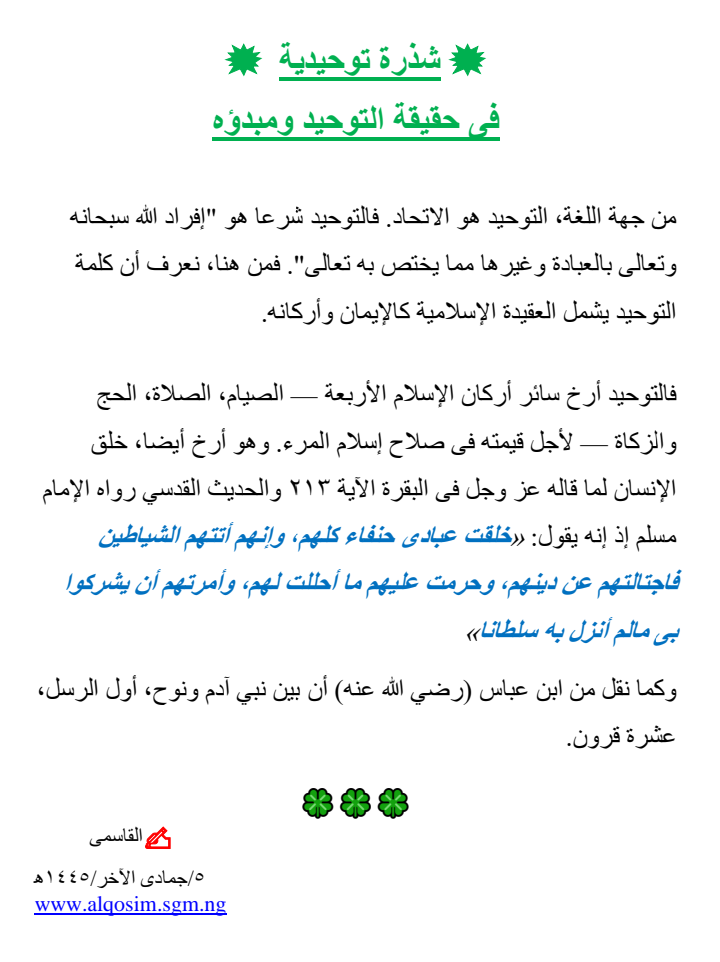 شذرة توحيدية
فى حقيقة التوحيد ومبدؤه
من جهة اللغة، التوحيد هو الاتحاد. فالتوحيد شرعا هو "إفراد الله سبحانه
وتعالى بالعبادة وغيرها مما يختص به تعالى". فمن هنا، نعرف أن كلمة
التوحيد يشمل العقيدة الإسلامية كالإيمان وأركانه.
فالتوحيد أرخ سائر أركان الإسلام الأربعة — الصيام، الصلاة، الحج
والزكاة — لأجل قيمته فى صلاح إسلام المرء. وهو أرخ أيضا، خلق
الإنسان لما قاله عز وجل فى البقرة الآية ٢١٣ والحديث القدسي رواه الإمام
مسلم إذ إنه يقول: «خلقت عبادى حنفاء كلهم، وإنهم أتتهم الشياطين
فاجتالتهم عن دينهم، وحرمت عليهم ما أحللت لهم، وأمرتهم أن يشركوا
بى مالم أنزل به سلطانا»
وكما نقل من ابن عباس (رضي الله عنه) أن بين نبي آدم ونوح، أول الرسل،
عشرة قرون.
القاسمى
٥/جمادى الآخر/١٤٤٥ه
www.alqosim.sgm.ng